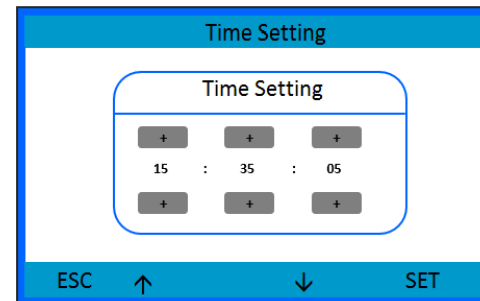 Time Setting
Time Setting
+ + +
15 : 35 : 05
+ + +
ESC ↑ ↓ SET